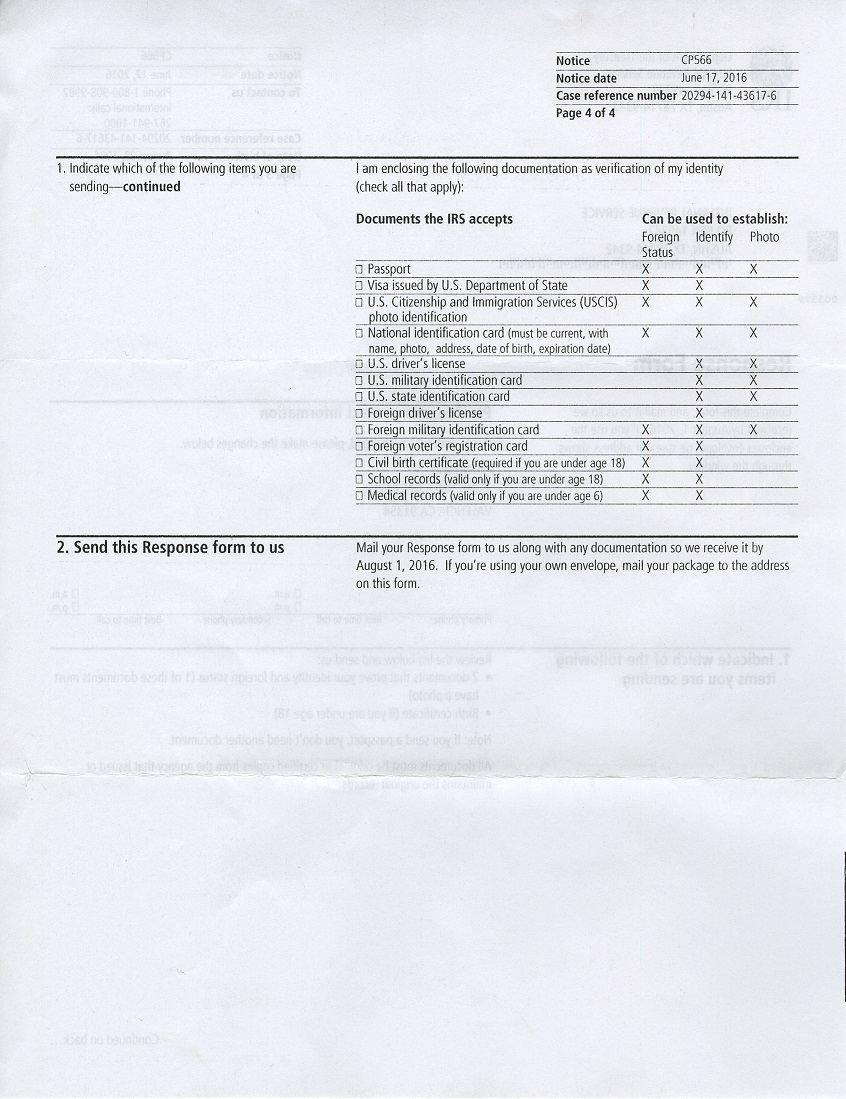 Notice CP566
Notice date June 17, 2016
Case reference number 20294-141-43617-6
Page 4 of 4
1. Indicate which of the following items you are
sending—continued
I am enclosing the following documentation as verification of my identity
(check all that apply):
Documents the IRS accepts Can be used to establish:
Foreign Identify Photo
Status
☐ Passport X X X
☐ Visa issued by U.S. Department of State X X
☐ U.S. Citizenship and Immigration Services (USCIS) X X X
photo identification
☐ National identification card (must be current, with X X X
name, photo, address, date of birth, expiration date)
☐ U.S. driver's license X X
☐ U.S. military identification card X X
☐ U.S. state identification card X X
☐ Foreign driver's license X
☐ Foreign military identification card X X X
☐ Foreign voter's registration card X X
☐ Civil birth certificate (required if you are under age 18) X X
☐ School records (valid only if you are under age 18) X X
☐ Medical records (valid only if you are under age 6) X X
2. Send this Response form to us
Mail your Response form to us along with any documentation so we receive it by
August 1, 2016. If you're using your own envelope, mail your package to the address
on this form.